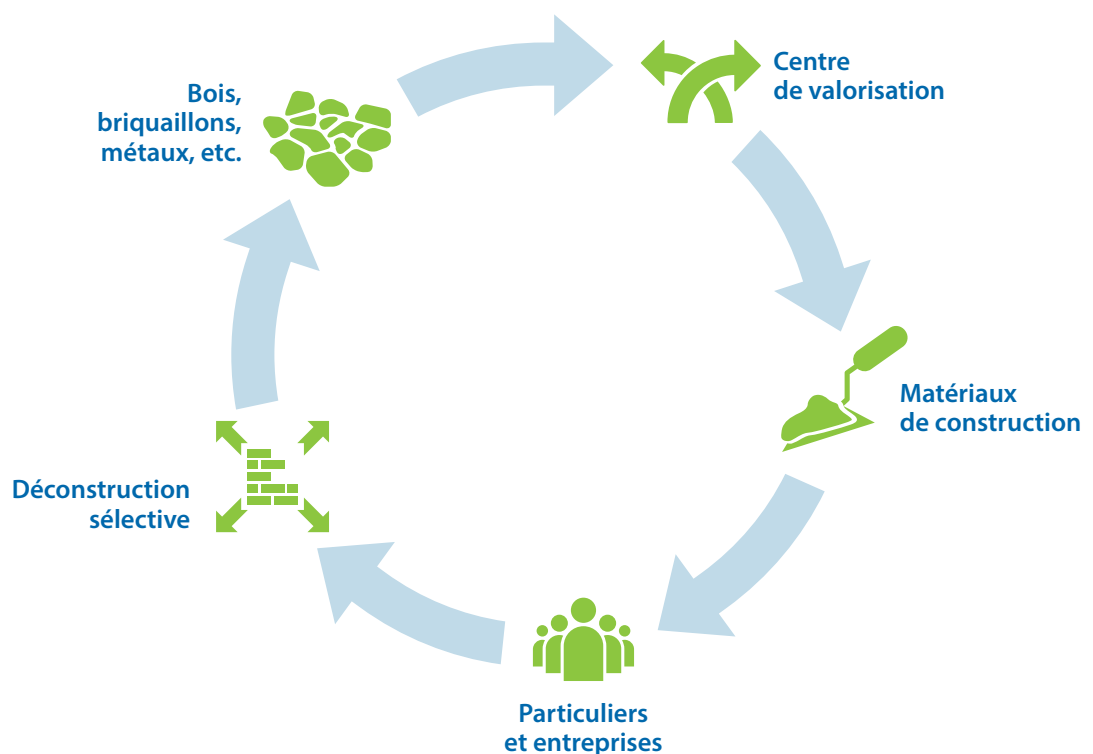 Centre
de valorisation
Bois,
briquaillons,
métaux, etc.
Matériaux
de construction
Déconstruction
sélective
Particuliers
et entreprises